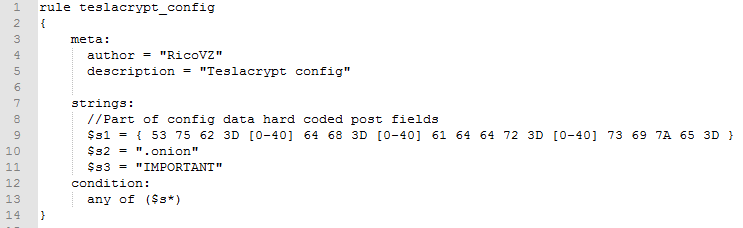 1 rule teslacrypt_config
2 {
3 meta:
4 author = "RicoVZ"
5 description = "Teslacrypt config"
6
7 strings:
8 //Part of config data hard coded post fields
9 $s1 = { 53 75 62 3D [0-40] 64 68 3D [0-40] 61 64 64 72 3D [0-40] 73 69 7A 65 3D }
10 $s2 = ".onion"
11 $s3 = "IMPORTANT"
12 condition:
13 any of ($s*)
14 }